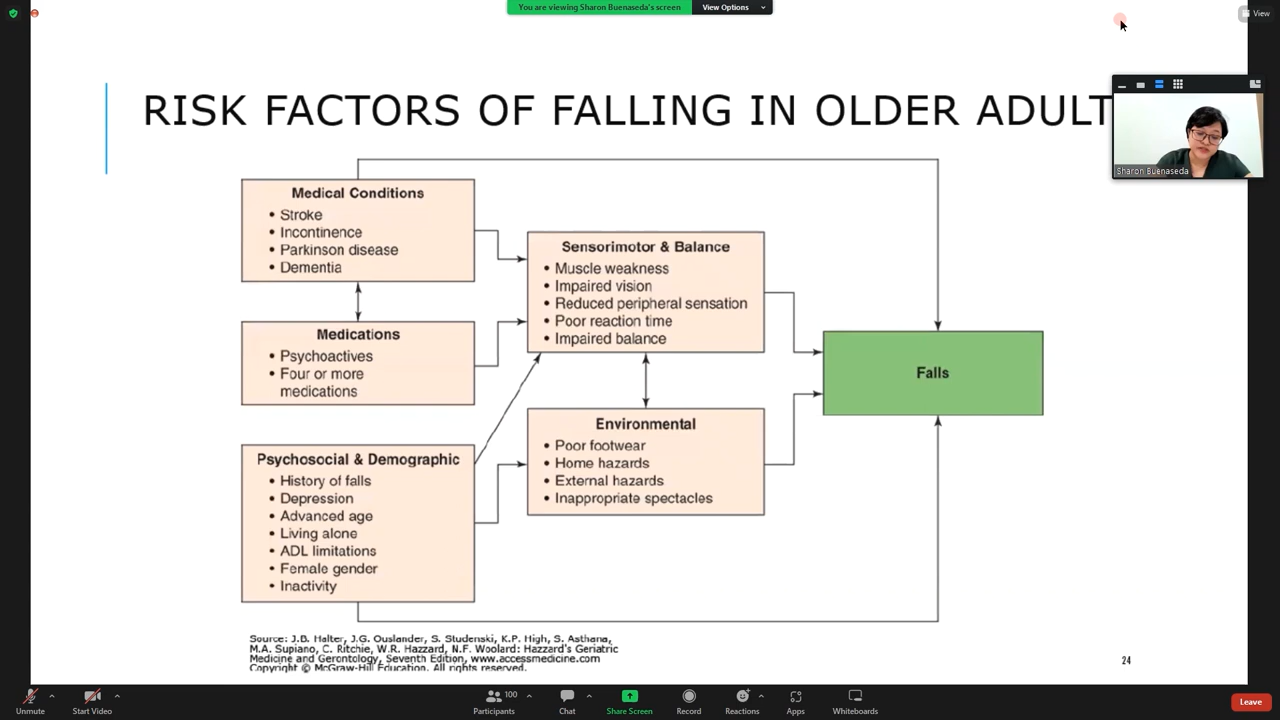 You are viewing Sharon Buenaseda's screen
View Options
View
RISK FACTORS OF FALLING IN OLDER ADULT
Sharon Buenaseda
Medical Conditions
• Stroke
• Incontinence
• Parkinson disease
• Dementia
Medications
• Psychoactives
• Four or more
medications
Psychosocial & Demographic
• History of falls
• Depression
• Advanced age
• Living alone
• ADL limitations
• Female gender
• Inactivity
Sensorimotor & Balance
• Muscle weakness
• Impaired vision
• Reduced peripheral sensation
• Poor reaction time
• Impaired balance
Environmental
• Poor footwear
• Home hazards
• External hazards
• Inappropriate spectacles
Falls
Source: J.B. Halter, J.G. Ouslander, S. Studenski, K.P. High, S. Asthana,
M.A. Supiano, C. Ritchie, W.R. Hazzard, N.F. Woolard: Hazzard's Geriatric
Medicine and Gerontology, Seventh Edition, www.accessmedicine.com
Copyright © McGraw-Hill Education. All rights reserved.
24
Unmute
Start Video
100
Participants
Chat
Share Screen
Record
Reactions
Apps
Whiteboards
Leave